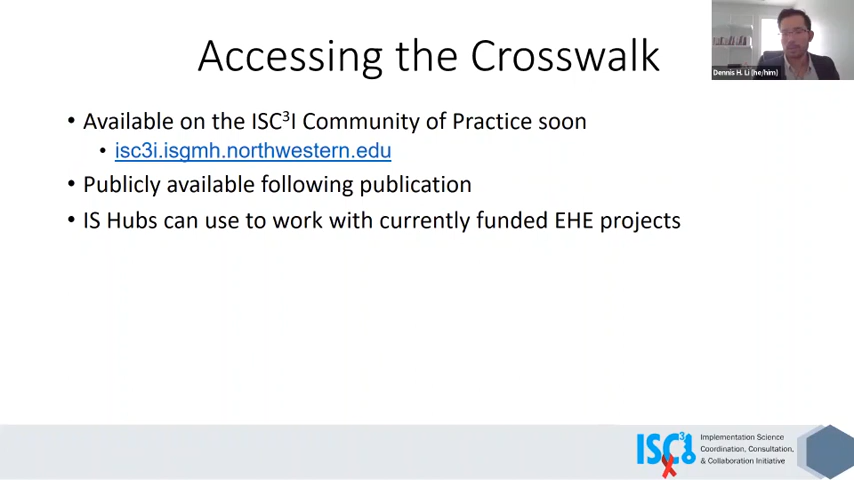 Accessing the Crosswalk
Dennis H. Li (he/him)
• Available on the ISC³I Community of Practice soon
• isc3i.isgmh.northwestern.edu
• Publicly available following publication
• IS Hubs can use to work with currently funded EHE projects
ISC³I
Implementation Science
Coordination, Consultation,
& Collaboration Initiative